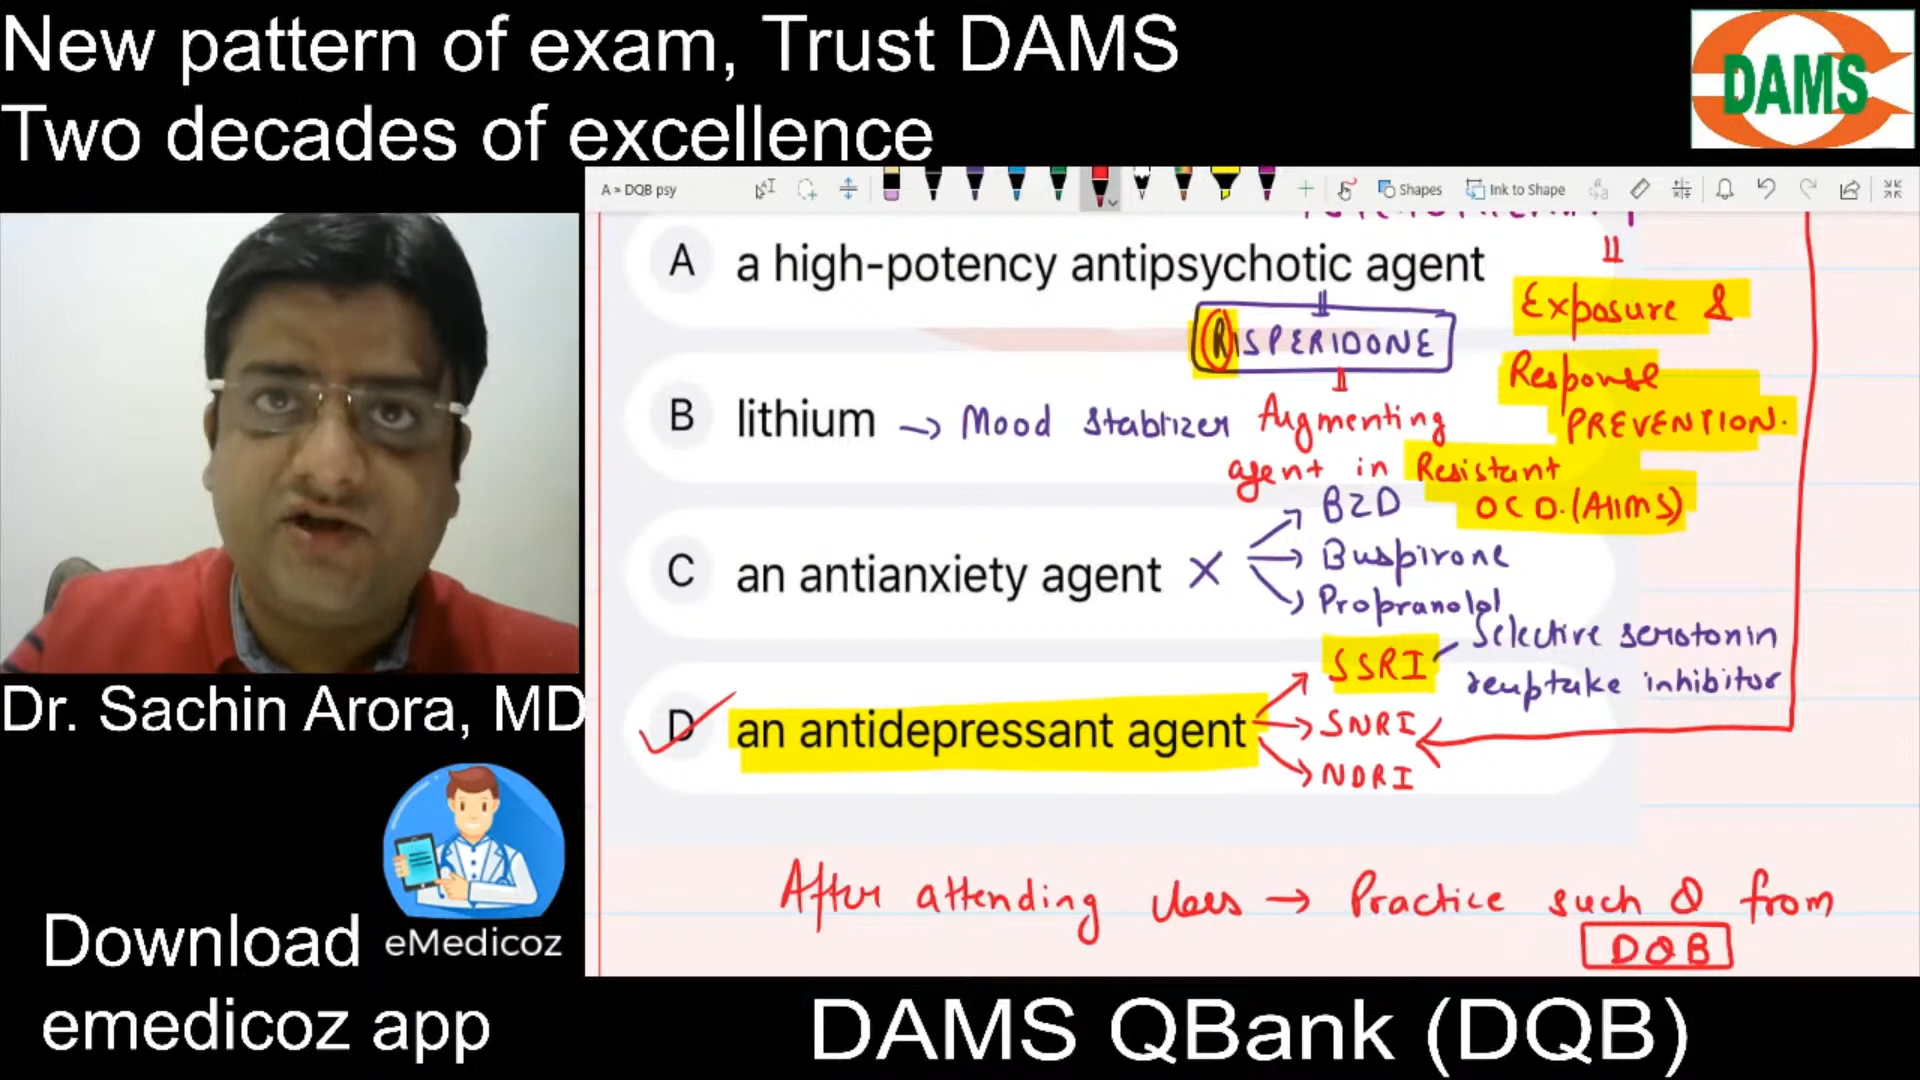 New pattern of exam, Trust DAMS
Two decades of excellence
DAMS
A = DQB psy
Shapes
Ink to Shape
A a high-potency antipsychotic agent
RISPERIDONE
Exposure &
Response
PREVENTION.
B lithium → Mood stabtizer
Augmenting
agent in Resistant
OCD. (AIIMS)
C an antianxiety agent X
→ BZD
→ Buspirone
→ Propranolol
D an antidepressant agent
→ SSRI
Selective serotonin
reuptake inhibitor
→ SNRI
→ NDRI
After attending class → Practice such Q from
DQB
Dr. Sachin Arora, MD
eMedicoz
Download
emedicoz app
DAMS QBank (DQB)